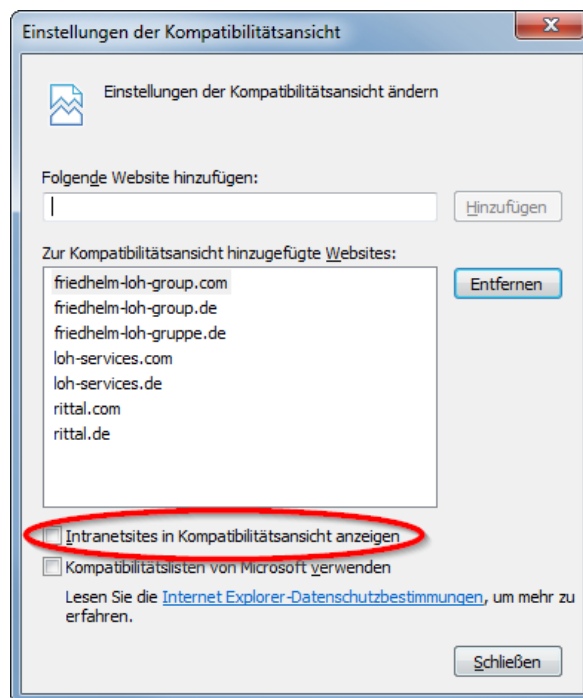 Einstellungen der Kompatibilitätsansicht
Einstellungen der Kompatibilitätsansicht ändern
Folgende Website hinzufügen:
Hinzufügen
Zur Kompatibilitätsansicht hinzugefügte Websites:
friedhelm-loh-group.com
Entfernen
friedhelm-loh-group.de
friedhelm-loh-gruppe.de
loh-services.com
loh-services.de
rittal.com
rittal.de
Intranetsites in Kompatibilitätsansicht anzeigen
Kompatibilitätslisten von Microsoft verwenden
Lesen Sie die Internet Explorer-Datenschutzbestimmungen, um mehr zu
erfahren.
Schließen